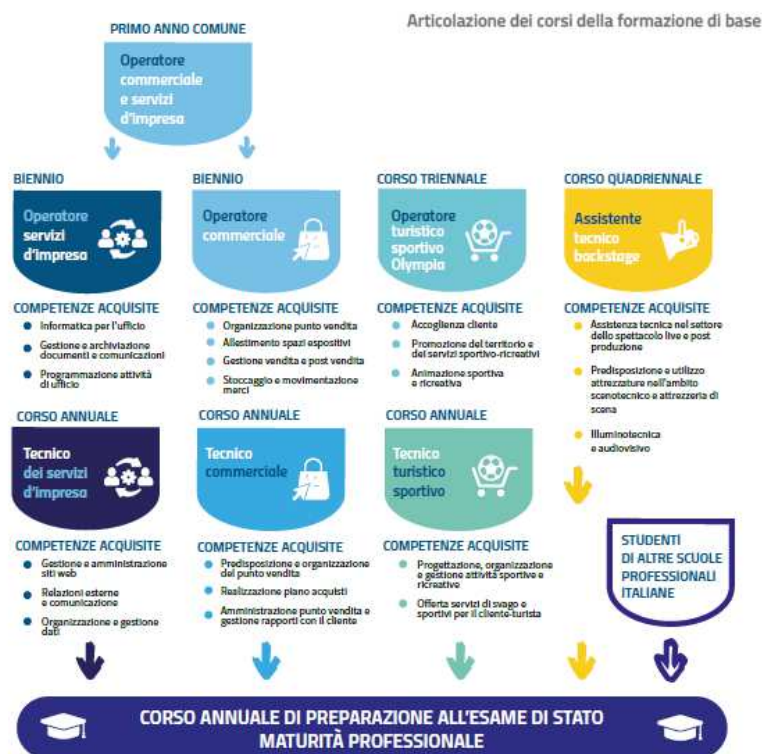 Articolazione dei corsi della formazione di base
PRIMO ANNO COMUNE
Operatore
commerciale
e servizi
d'impresa
BIENNIO
Operatore
servizi
d'impresa
COMPETENZE ACQUISITE
Informatica per l'ufficio
Gestione e archiviazione
documenti e comunicazioni
Programmazione attività
di ufficio
CORSO ANNUALE
Tecnico
dei servizi
d'impresa
COMPETENZE ACQUISITE
Gestione e amministrazione
siti web
Relazioni esterne
e comunicazione
Organizzazione e gestione
dati
BIENNIO
Operatore
commerciale
COMPETENZE ACQUISITE
Organizzazione punto vendita
Allestimento spazi espositivi
Gestione vendita e post vendita
Stoccaggio e movimentazione
merci
CORSO ANNUALE
Tecnico
commerciale
COMPETENZE ACQUISITE
Predisposizione e organizzazione
del punto vendita
Realizzazione piano acquisti
Amministrazione punto vendita e
gestione rapporti con il cliente
CORSO TRIENNALE
Operatore
turistico
sportivo
Olympia
COMPETENZE ACQUISITE
Accoglienza cliente
Promozione del territorio e
dei servizi sportivo-ricreativi
Animazione sportiva
e ricreativa
CORSO ANNUALE
Tecnico
turistico
sportivo
COMPETENZE ACQUISITE
Progettazione, organizzazione
e gestione attività sportive e
ricreative
Offerta servizi di svago e
sportivi per il cliente-turista
CORSO QUADRIENNALE
Assistente
tecnico
backstage
COMPETENZE ACQUISITE
Assistenza tecnica nel settore
dello spettacolo live e post
produzione
Predisposizione e utilizzo
attrezzature nell'ambito
scenotecnico e attrezzeria di
scena
Illuminotecnica
e audiovisivo
STUDENTI
DI ALTRE SCUOLE
PROFESSIONALI
ITALIANE
CORSO ANNUALE DI PREPARAZIONE ALL'ESAME DI STATO
MATURITÀ PROFESSIONALE